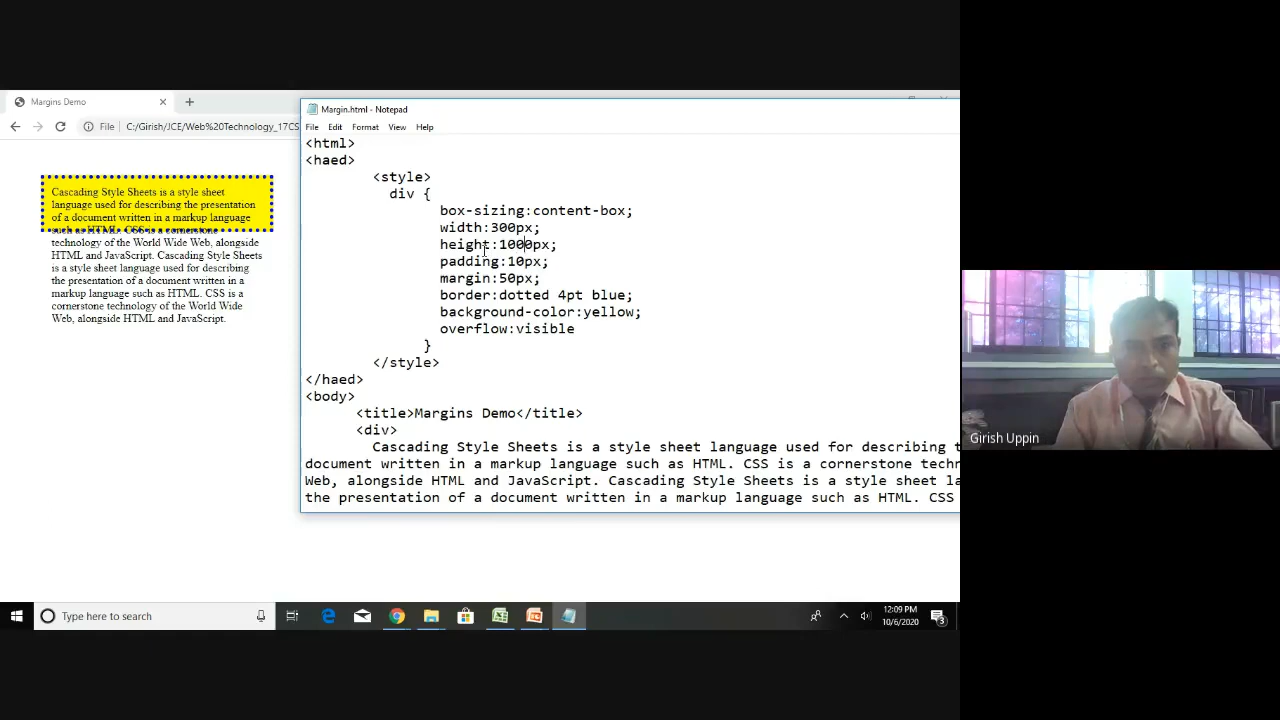 Margins Demo
File C:/Girish/JCE/Web%20Technology_17CS
Cascading Style Sheets is a style sheet
language used for describing the presentation
of a document written in a markup language
such as HTML. CSS is a cornerstone
technology of the World Wide Web, alongside
HTML and JavaScript. Cascading Style Sheets
is a style sheet language used for describing
the presentation of a document written in a
markup language such as HTML. CSS is a
cornerstone technology of the World Wide
Web, alongside HTML and JavaScript.
Margin.html - Notepad
File Edit Format View Help
<html>
<haed>
<style>
div {
box-sizing:content-box;
width:300px;
height:1000px;
padding:10px;
margin:50px;
border:dotted 4pt blue;
background-color:yellow;
overflow:visible
}
</style>
</haed>
<body>
<title>Margins Demo</title>
<div>
Cascading Style Sheets is a style sheet language used for describing t
document written in a markup language such as HTML. CSS is a cornerstone techn
Web, alongside HTML and JavaScript. Cascading Style Sheets is a style sheet la
the presentation of a document written in a markup language such as HTML. CSS
Girish Uppin
Type here to search
12:09 PM
10/6/2020
3